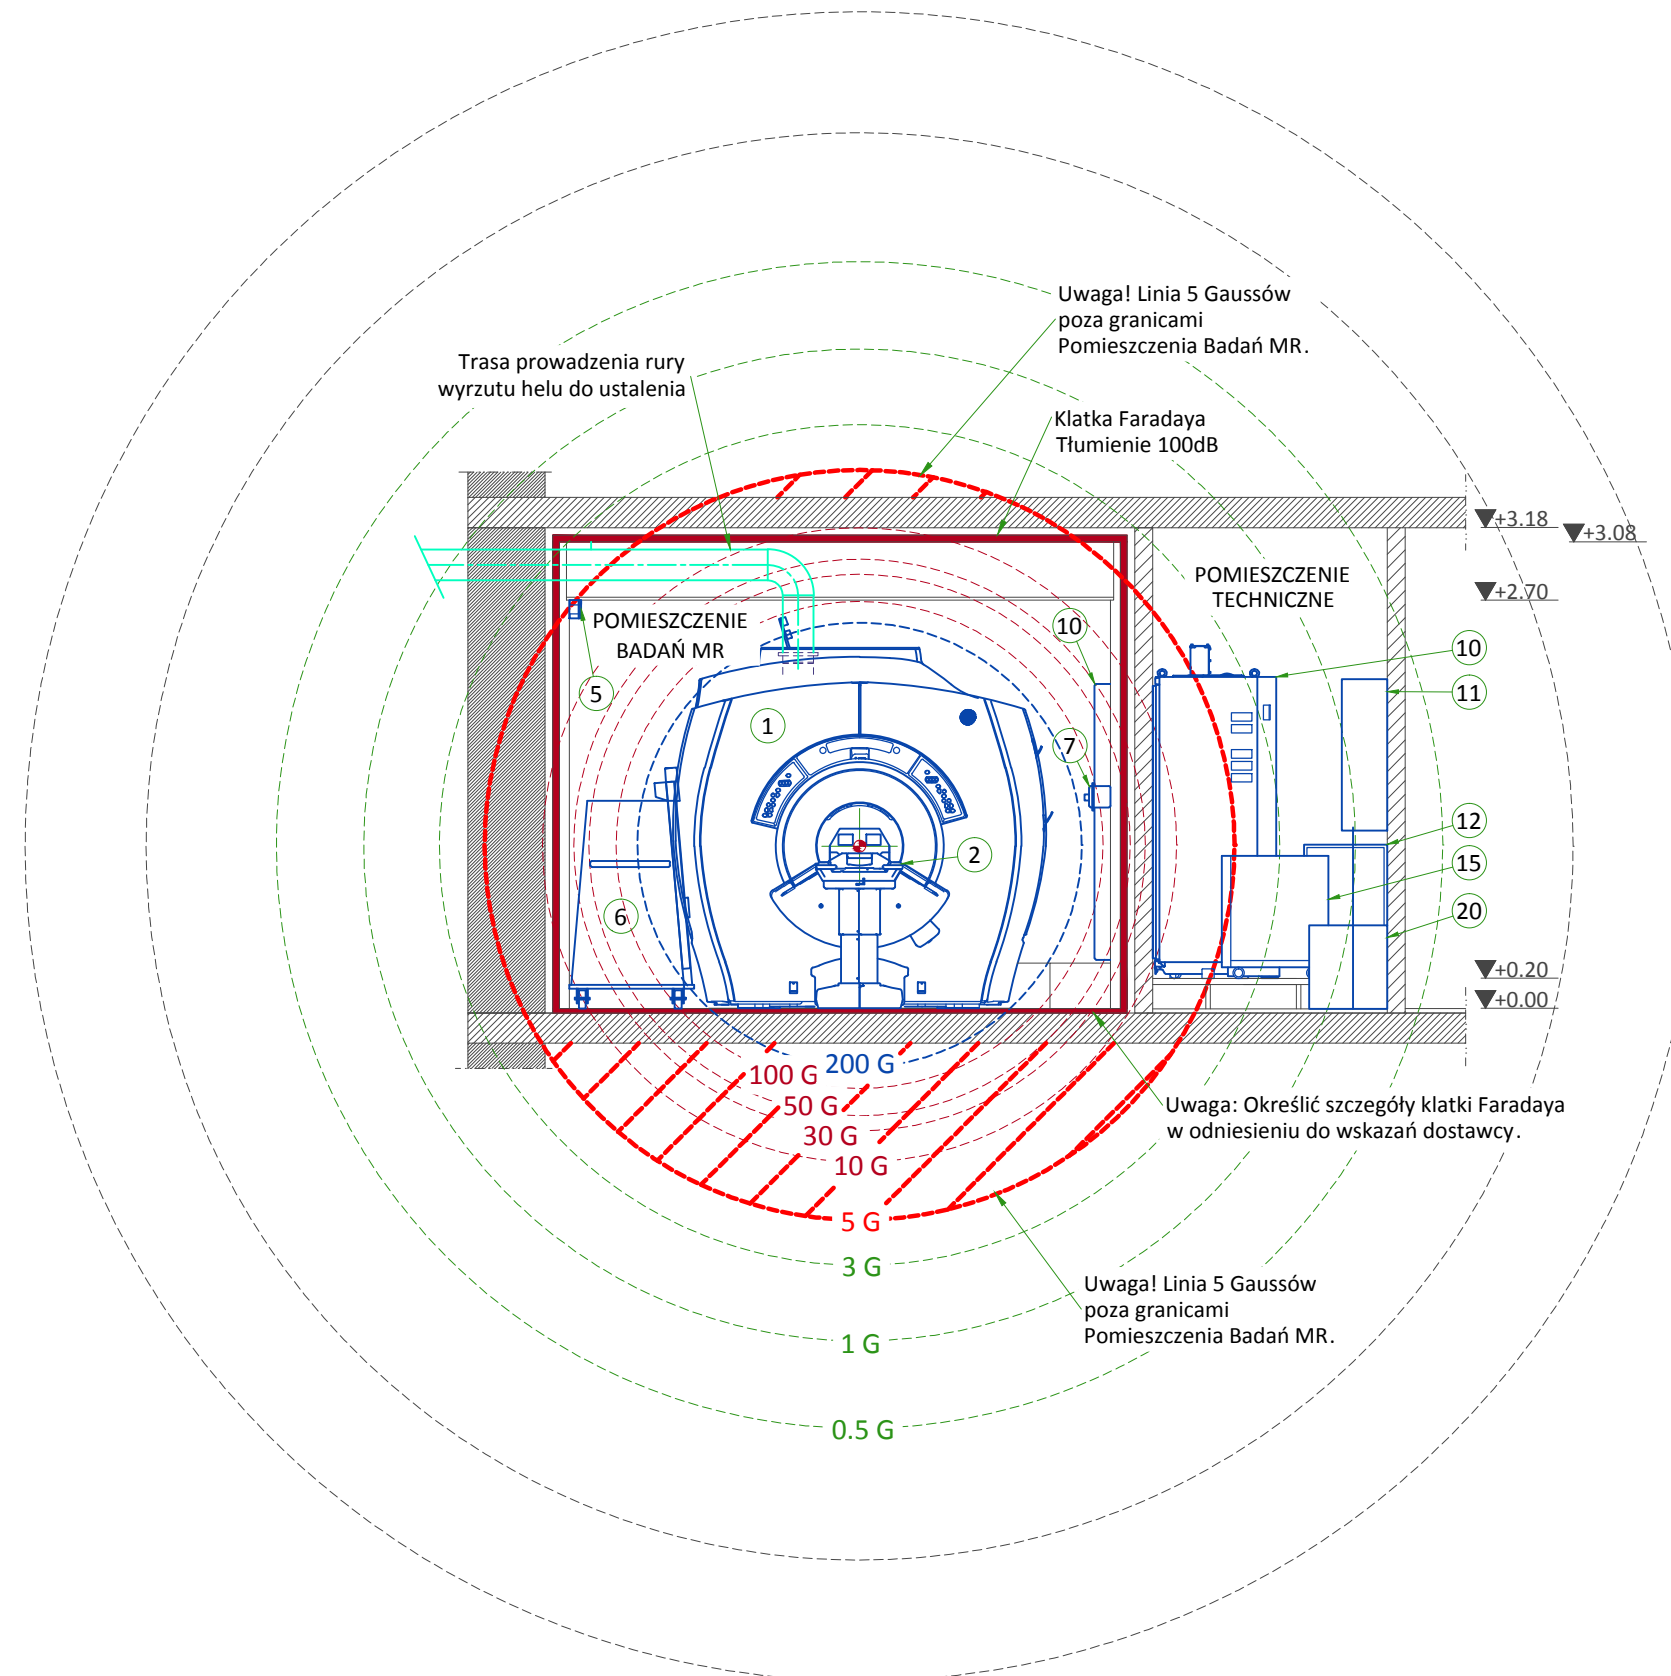 Uwaga! Linia 5 Gaussów
poza granicami
Pomieszczenia Badań MR.
Trasa prowadzenia rury
wyrzutu helu do ustalenia
Klatka Faradaya
Tłumienie 100dB
+3.18
+3.08
+2.70
POMIESZCZENIE
TECHNICZNE
POMIESZCZENIE
BADAŃ MR
10
10
11
5
1
7
12
2
15
6
20
+0.20
+0.00
200 G
100 G
50 G
30 G
10 G
5 G
3 G
1 G
0.5 G
Uwaga: Określić szczegóły klatki Faradaya
w odniesieniu do wskazań dostawcy.
Uwaga! Linia 5 Gaussów
poza granicami
Pomieszczenia Badań MR.